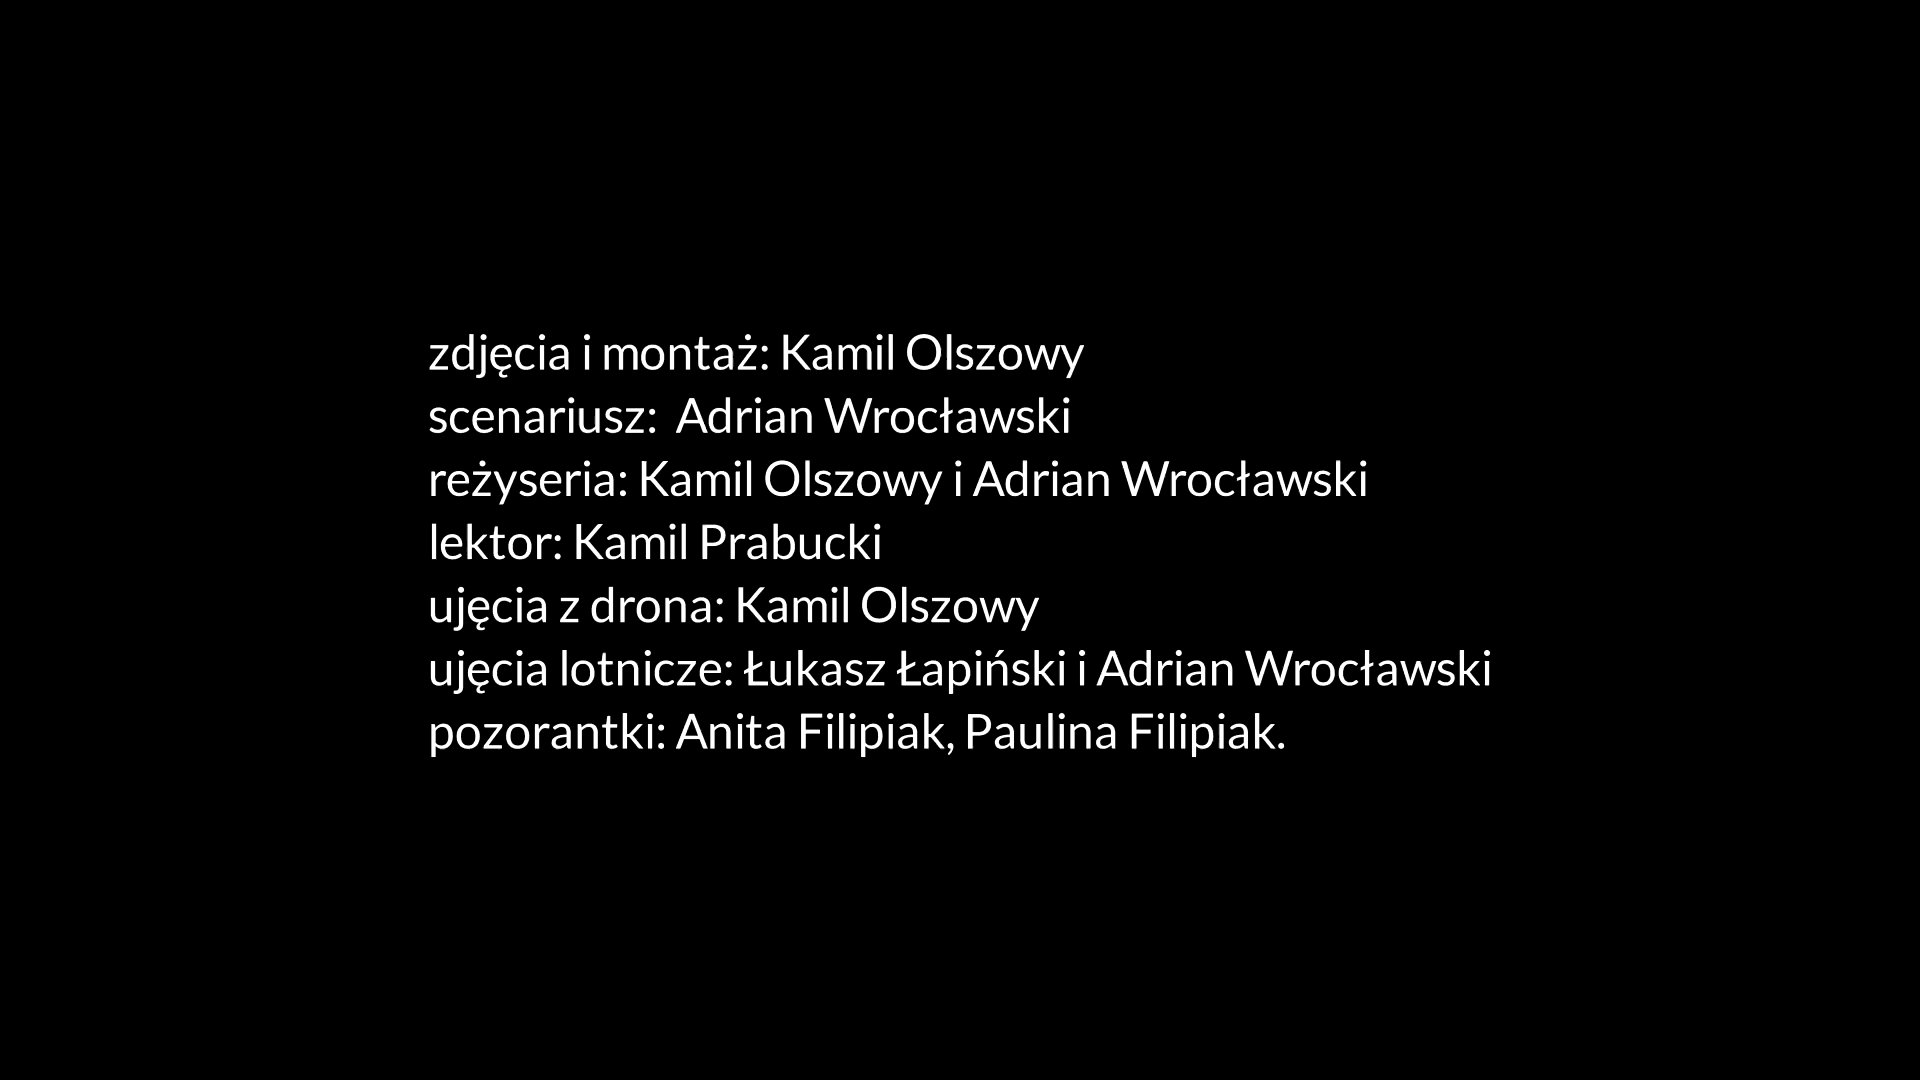 zdjęcia i montaż: Kamil Olszowy
scenariusz:  Adrian Wrocławski
reżyseria: Kamil Olszowy i Adrian Wrocławski
lektor: Kamil Prabucki
ujęcia z drona: Kamil Olszowy
ujęcia lotnicze: Łukasz Łapiński i Adrian Wrocławski
pozorantki: Anita Filipiak, Paulina Filipiak.